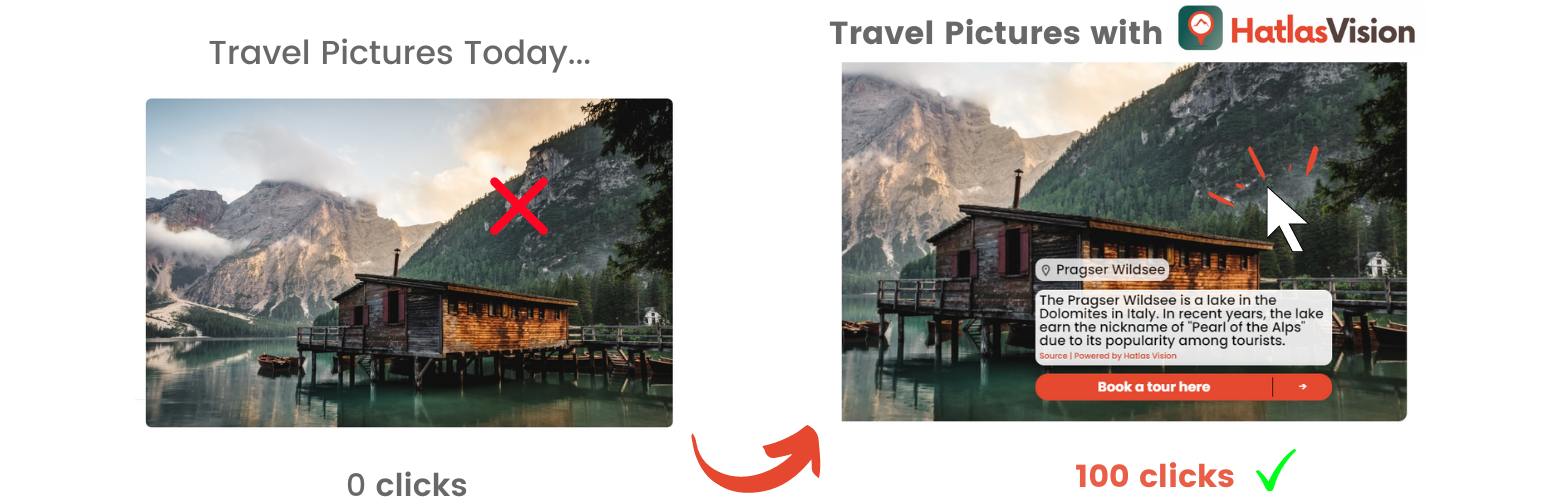 Travel Pictures Today...
0 clicks
Travel Pictures with HatlasVision
Pragser Wildsee
The Pragser Wildsee is a lake in the
Dolomites in Italy. In recent years, the lake
earn the nickname of "Pearl of the Alps"
due to its popularity among tourists.
Source | Powered by Hatlas Vision
Book a tour here
100 clicks